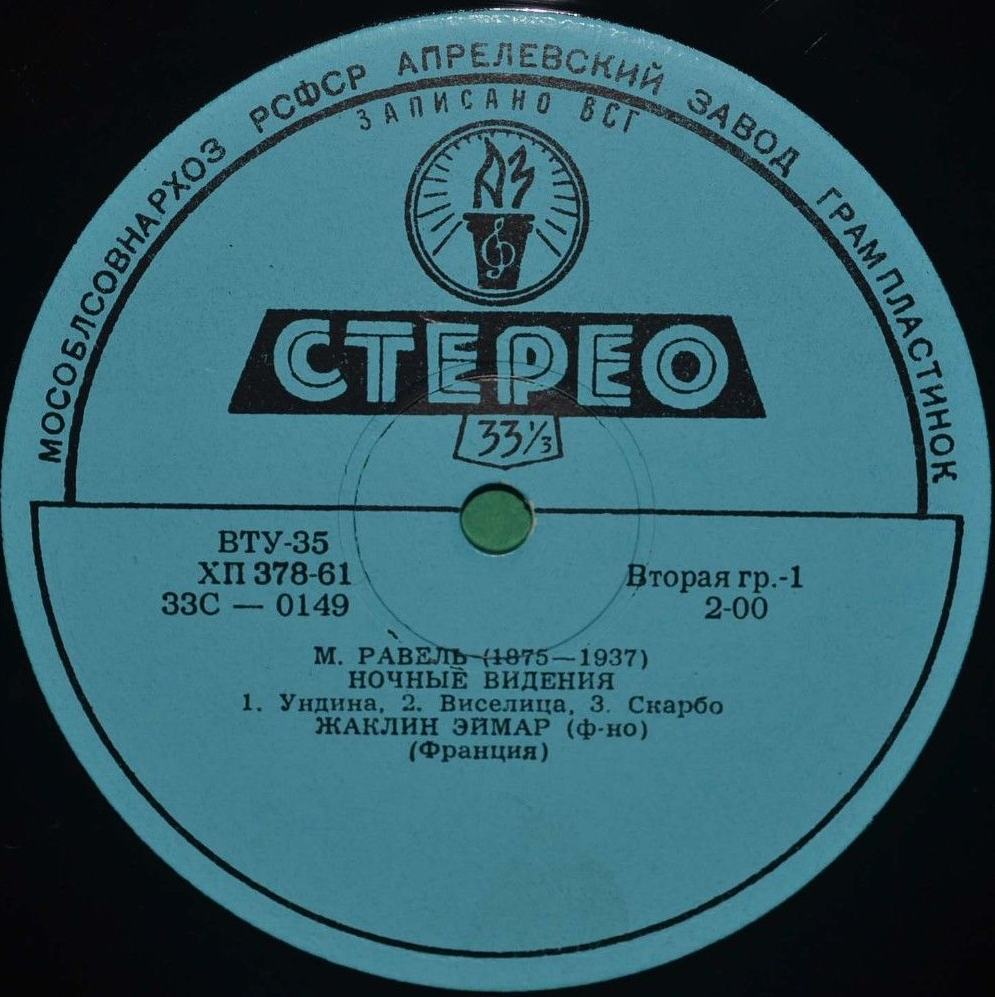 МОСОБЛСОВНАРХОЗ РСФСР АПРЕЛЕВСКИЙ ЗАВОД ГРАМПЛАСТИНОК
ЗАПИСАНО ВСГ
АЗ
СТЕРЕО
33⅓
ВТУ-35
ХП 378-61
33С — 0149
Вторая гр.-1
2-00
М. РАВЕЛЬ (1875—1937)
НОЧНЫЕ ВИДЕНИЯ
1. Ундина, 2. Виселица, 3. Скарбо
ЖАКЛИН ЭЙМАР (ф-но)
(Франция)